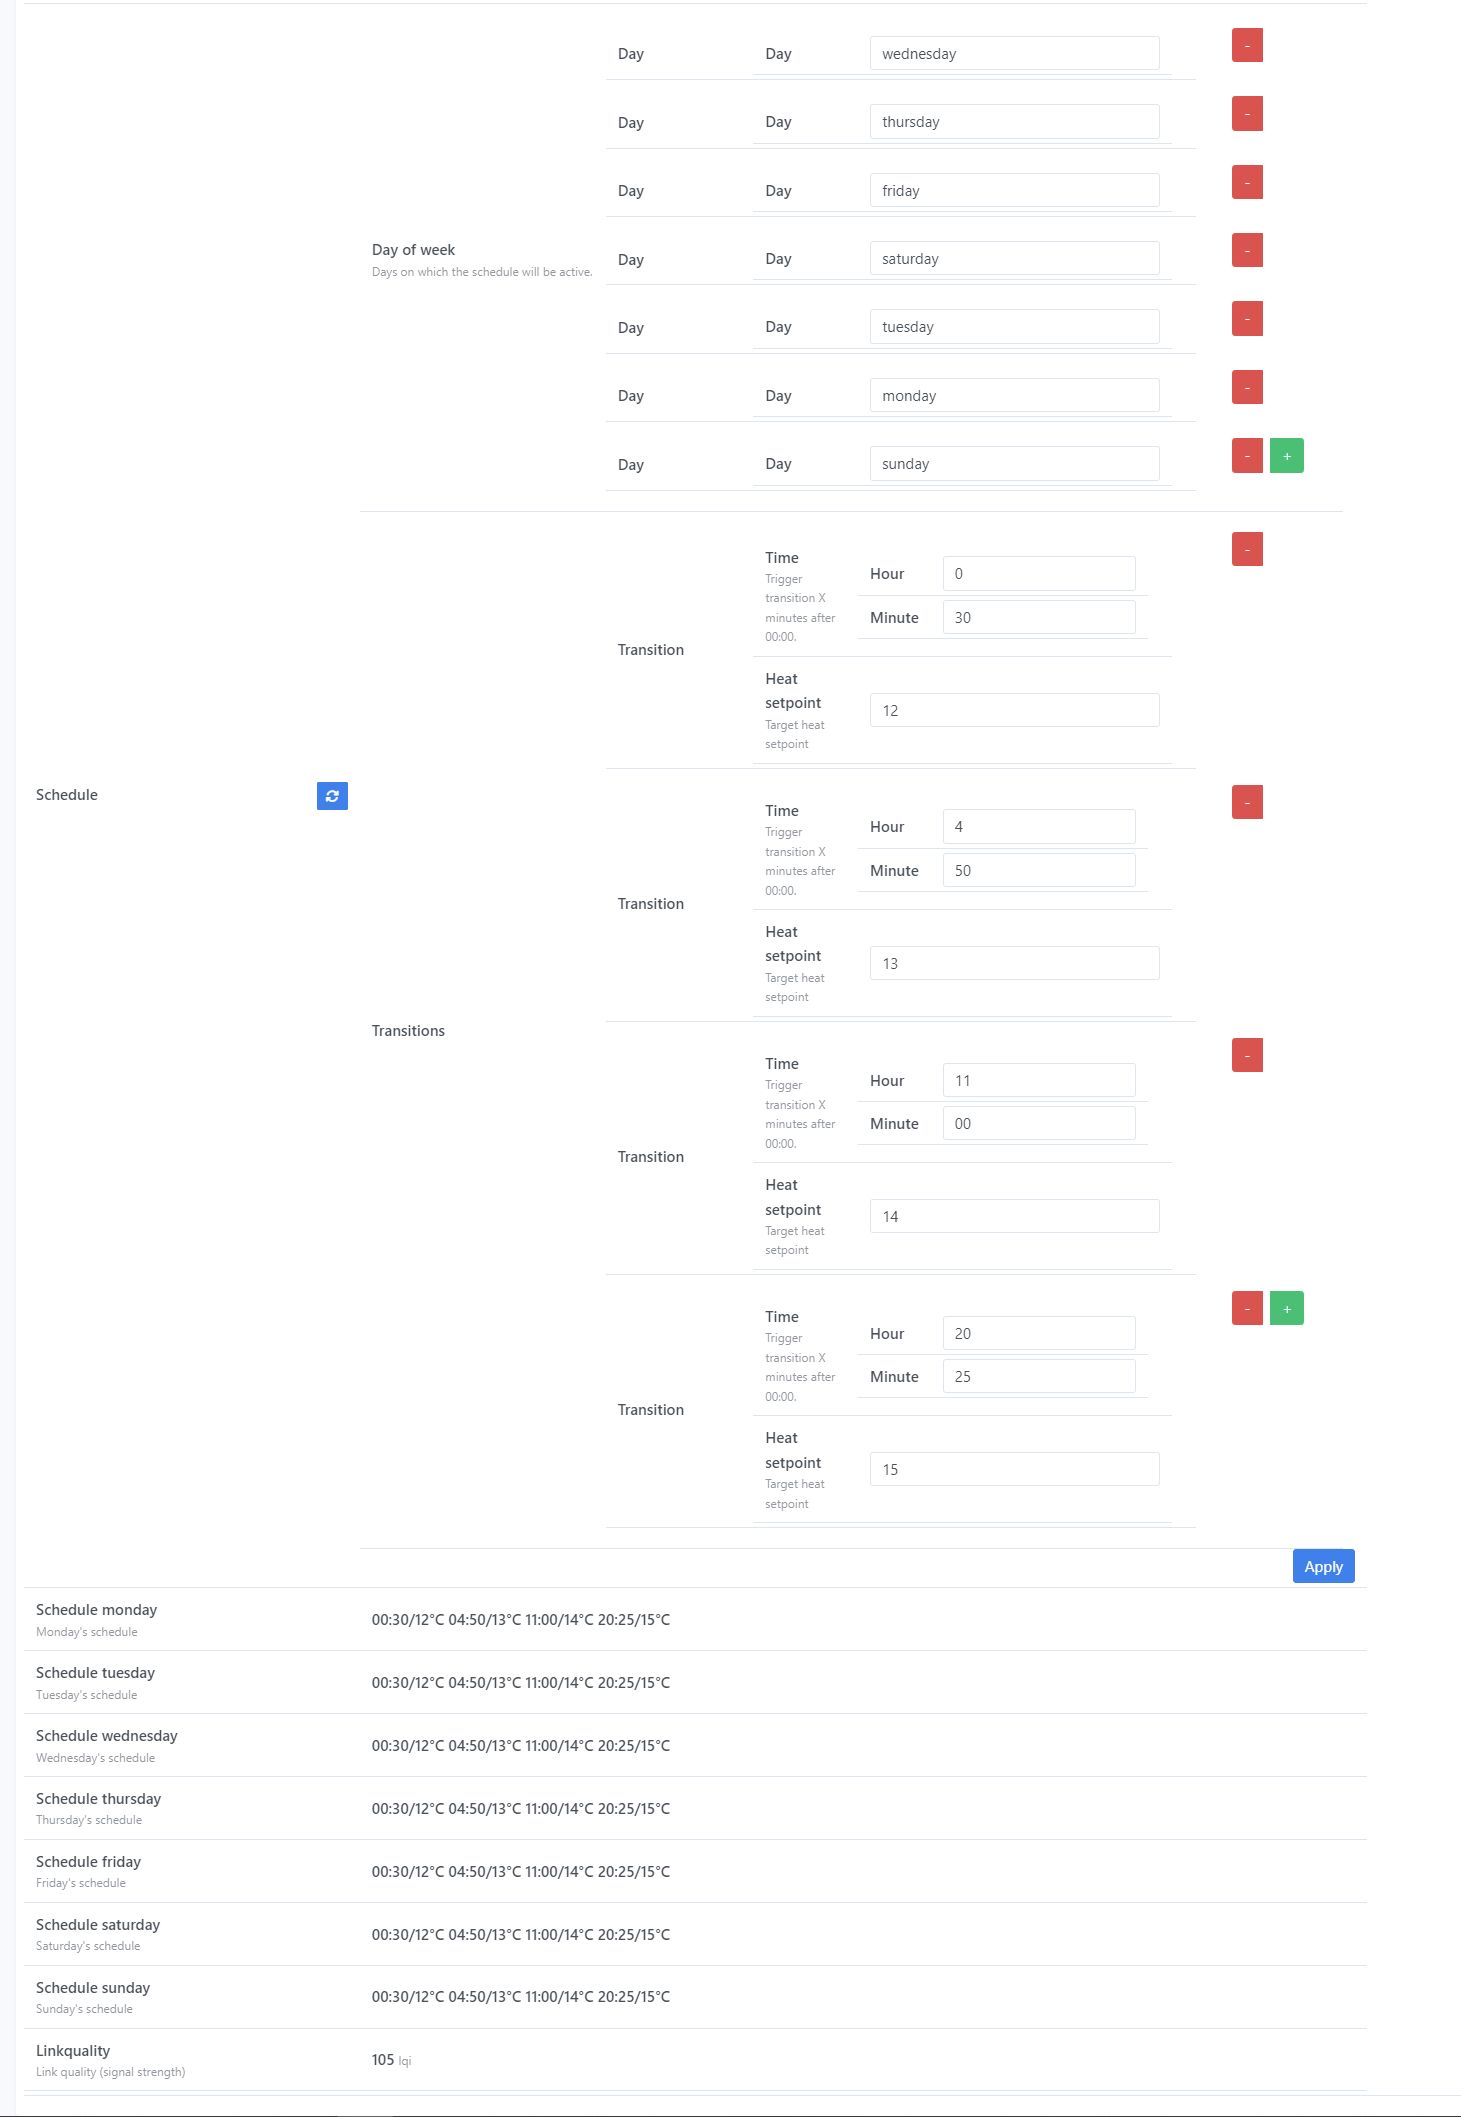 Day Day wednesday -
Day Day thursday -
Day Day friday -
Day of week
Days on which the schedule will be active.
Day Day saturday -
Day Day tuesday -
Day Day monday -
Day Day sunday - +
Schedule
Transitions
Transition
Time
Trigger
transition X
minutes after
00:00.
Hour 0
Minute 30
-
Heat
setpoint
Target heat
setpoint
12
Transition
Time
Trigger
transition X
minutes after
00:00.
Hour 4
Minute 50
-
Heat
setpoint
Target heat
setpoint
13
Transition
Time
Trigger
transition X
minutes after
00:00.
Hour 11
Minute 00
-
Heat
setpoint
Target heat
setpoint
14
Transition
Time
Trigger
transition X
minutes after
00:00.
Hour 20
Minute 25
- +
Heat
setpoint
Target heat
setpoint
15
Apply
Schedule monday
Monday's schedule
00:30/12°C 04:50/13°C 11:00/14°C 20:25/15°C
Schedule tuesday
Tuesday's schedule
00:30/12°C 04:50/13°C 11:00/14°C 20:25/15°C
Schedule wednesday
Wednesday's schedule
00:30/12°C 04:50/13°C 11:00/14°C 20:25/15°C
Schedule thursday
Thursday's schedule
00:30/12°C 04:50/13°C 11:00/14°C 20:25/15°C
Schedule friday
Friday's schedule
00:30/12°C 04:50/13°C 11:00/14°C 20:25/15°C
Schedule saturday
Saturday's schedule
00:30/12°C 04:50/13°C 11:00/14°C 20:25/15°C
Schedule sunday
Sunday's schedule
00:30/12°C 04:50/13°C 11:00/14°C 20:25/15°C
Linkquality
Link quality (signal strength)
105 lqi